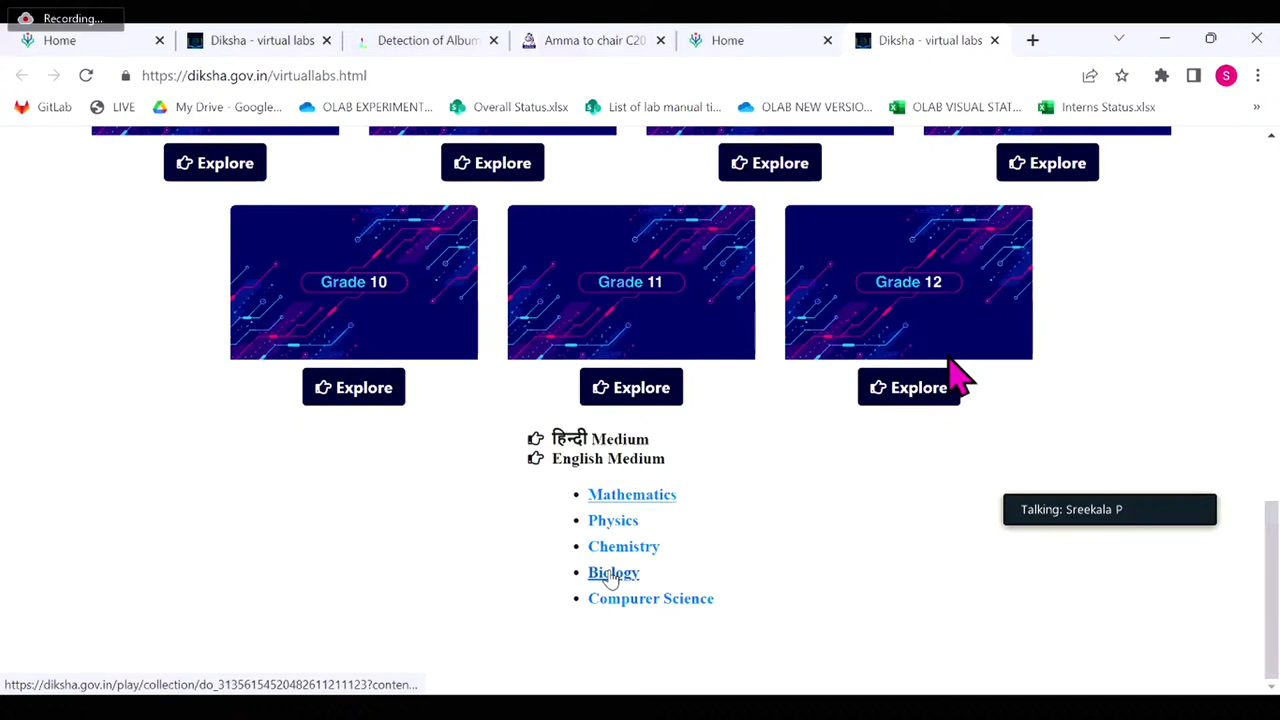 Recording...
Home
Diksha - virtual labs
Detection of Album
Amma to chair C20
Home
Diksha - virtual labs
https://diksha.gov.in/virtuallabs.html
S
GitLab
LIVE
My Drive - Google...
OLAB EXPERIMENT...
Overall Status.xlsx
List of lab manual ti...
OLAB NEW VERSIO...
OLAB VISUAL STAT...
Interns Status.xlsx
»
Explore
Explore
Explore
Explore
Grade 10
Grade 11
Grade 12
Explore
Explore
Explore
हिन्दी Medium
English Medium
Mathematics
Physics
Chemistry
Biology
Compurer Science
Talking: Sreekala P
https://diksha.gov.in/play/collection/do_31356154520482611211123?conten...